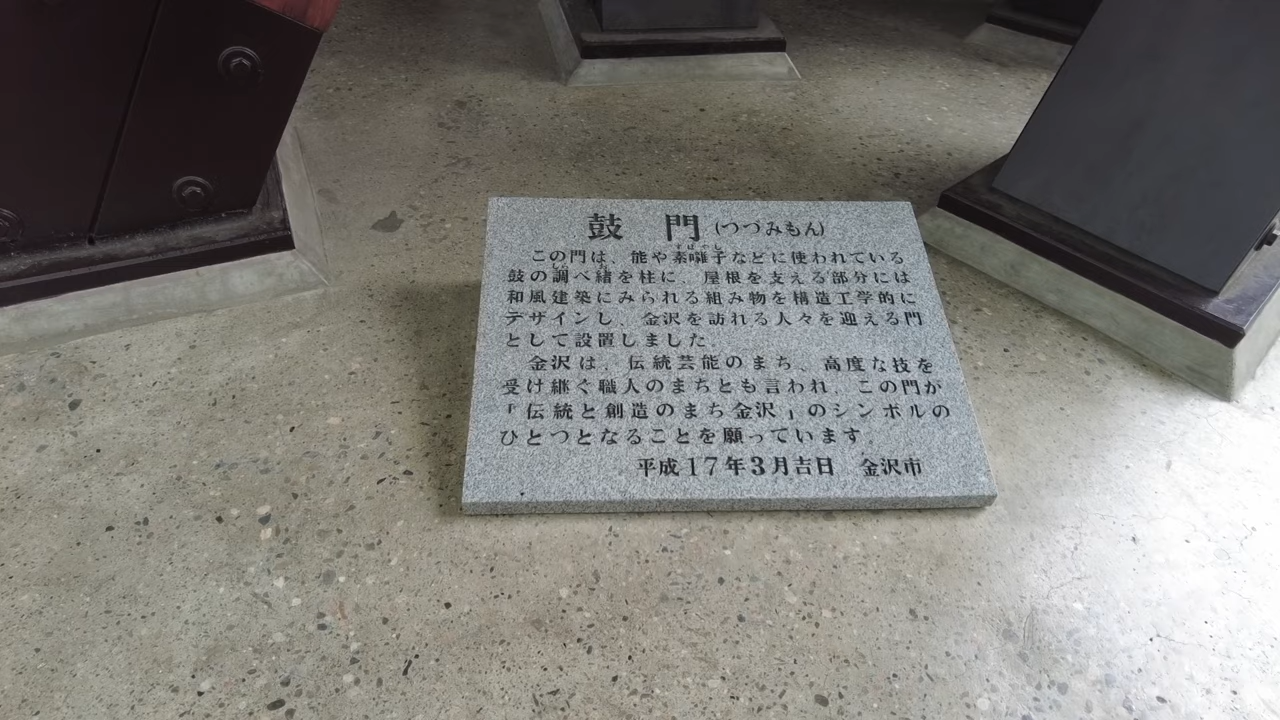 鼓 門 (つづみもん)
すばやし
この門は、能や素囃子などに使われている
鼓の調べ緒を柱に、屋根を支える部分には
和風建築にみられる組み物を構造工学的に
デザインし、金沢を訪れる人々を迎える門
として設置しました。
金沢は、伝統芸能のまち、高度な技を
受け継ぐ職人のまちとも言われ、この門が
「伝統と創造のまち金沢」のシンボルの
ひとつとなることを願っています。
平成17年3月吉日 金沢市